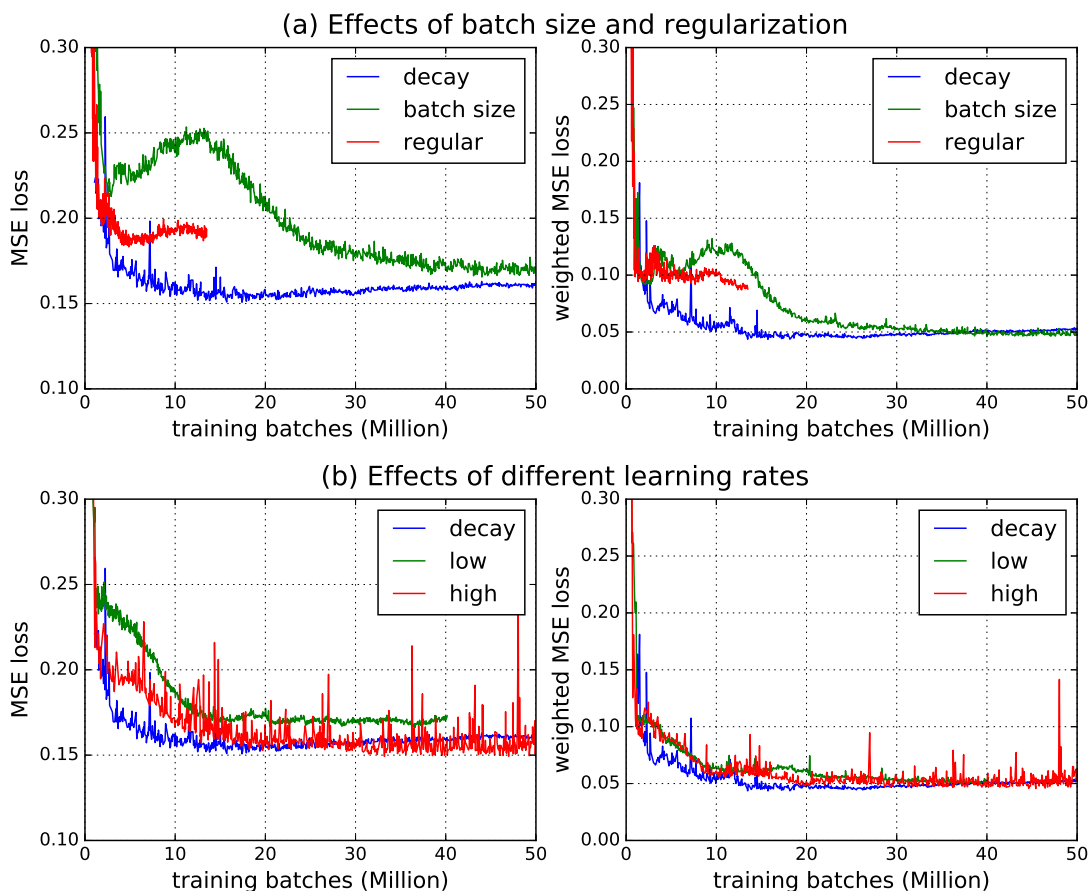 (a) Effects of batch size and regularization
MSE loss
0.30
0.25
0.20
0.15
0.10
0 10 20 30 40 50
training batches (Million)
decay
batch size
regular
weighted MSE loss
0.30
0.25
0.20
0.15
0.10
0.05
0.00
0 10 20 30 40 50
training batches (Million)
decay
batch size
regular
(b) Effects of different learning rates
MSE loss
0.30
0.25
0.20
0.15
0.10
0 10 20 30 40 50
training batches (Million)
decay
low
high
weighted MSE loss
0.30
0.25
0.20
0.15
0.10
0.05
0.00
0 10 20 30 40 50
training batches (Million)
decay
low
high